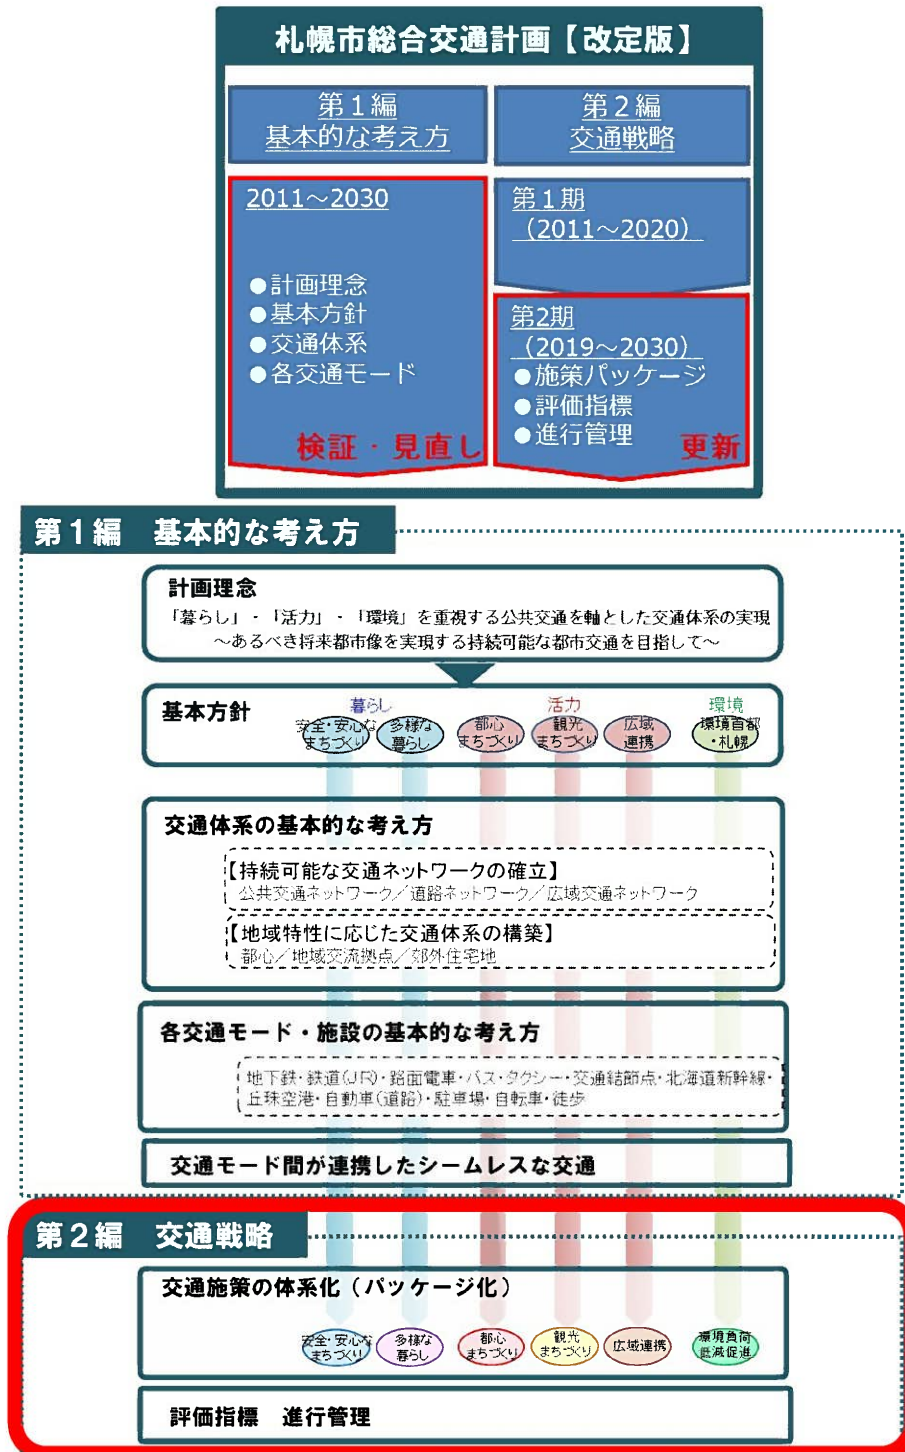 札幌市総合交通計画【改定版】
第1編
基本的な考え方
第2編
交通戦略
2011～2030
●計画理念
●基本方針
●交通体系
●各交通モード
検証・見直し
第1期
（2011～2020）
第2期
（2019～2030）
●施策パッケージ
●評価指標
●進行管理
更新
第1編　基本的な考え方
計画理念
「暮らし」・「活力」・「環境」を重視する公共交通を軸とした交通体系の実現
～あるべき将来都市像を実現する持続可能な都市交通を目指して～
基本方針
暮らし
活力
環境
安全・安心な
まちづくり
多様な
暮らし
都心
まちづくり
観光
まちづくり
広域
連携
環境首都
・札幌
交通体系の基本的な考え方
【持続可能な交通ネットワークの確立】
公共交通ネットワーク／道路ネットワーク／広域交通ネットワーク
【地域特性に応じた交通体系の構築】
都心／地域交流拠点／郊外住宅地
各交通モード・施設の基本的な考え方
地下鉄・鉄道(JR)・路面電車・バス・タクシー・交通結節点・北海道新幹線・
丘珠空港・自動車(道路)・駐車場・自転車・徒歩
交通モード間が連携したシームレスな交通
第2編　交通戦略
交通施策の体系化（パッケージ化）
安全・安心な
まちづくり
多様な
暮らし
都心
まちづくり
観光
まちづくり
広域連携
環境負荷
低減促進
評価指標　進行管理